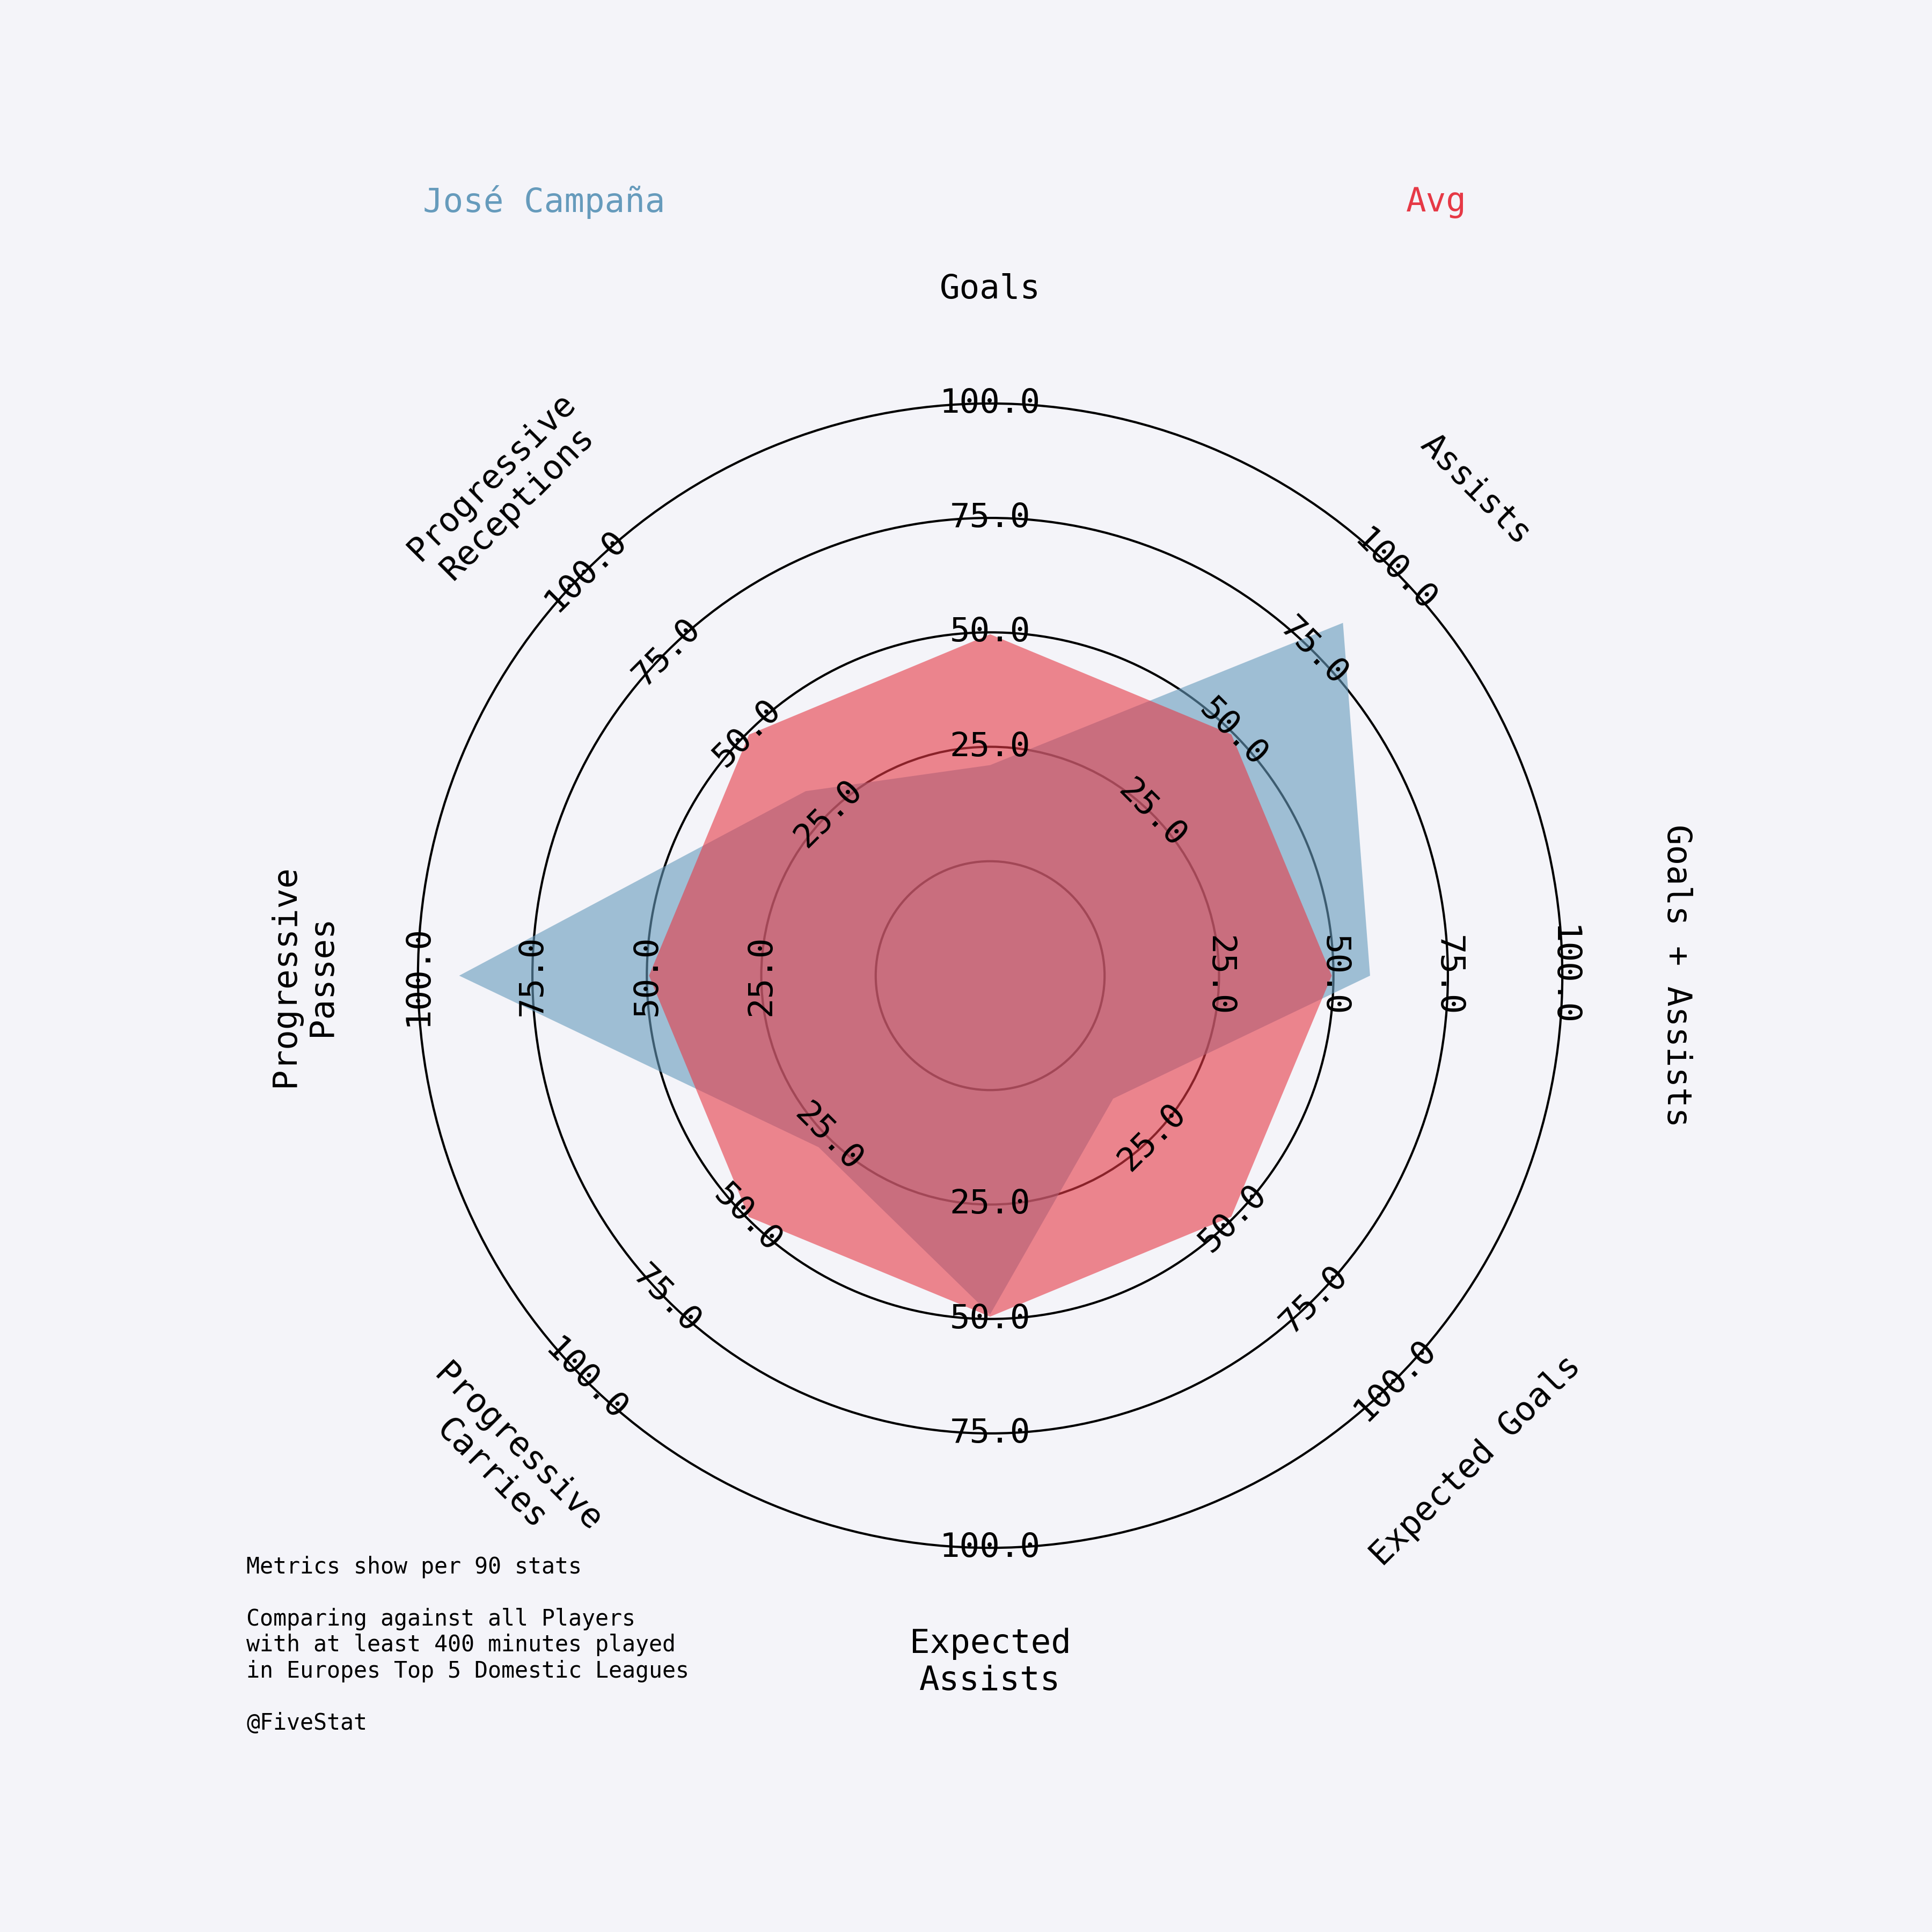 José Campaña
Avg
Goals
Assists
Goals + Assists
Expected Goals
Expected
Assists
Progressive
Carries
Progressive
Passes
Progressive
Receptions
25.0
50.0
75.0
100.0
25.0
50.0
75.0
100.0
25.0
50.0
75.0
100.0
25.0
50.0
75.0
100.0
25.0
50.0
75.0
100.0
25.0
50.0
75.0
100.0
25.0
50.0
75.0
100.0
25.0
50.0
75.0
100.0
Metrics show per 90 stats
Comparing against all Players
with at least 400 minutes played
in Europes Top 5 Domestic Leagues
@FiveStat